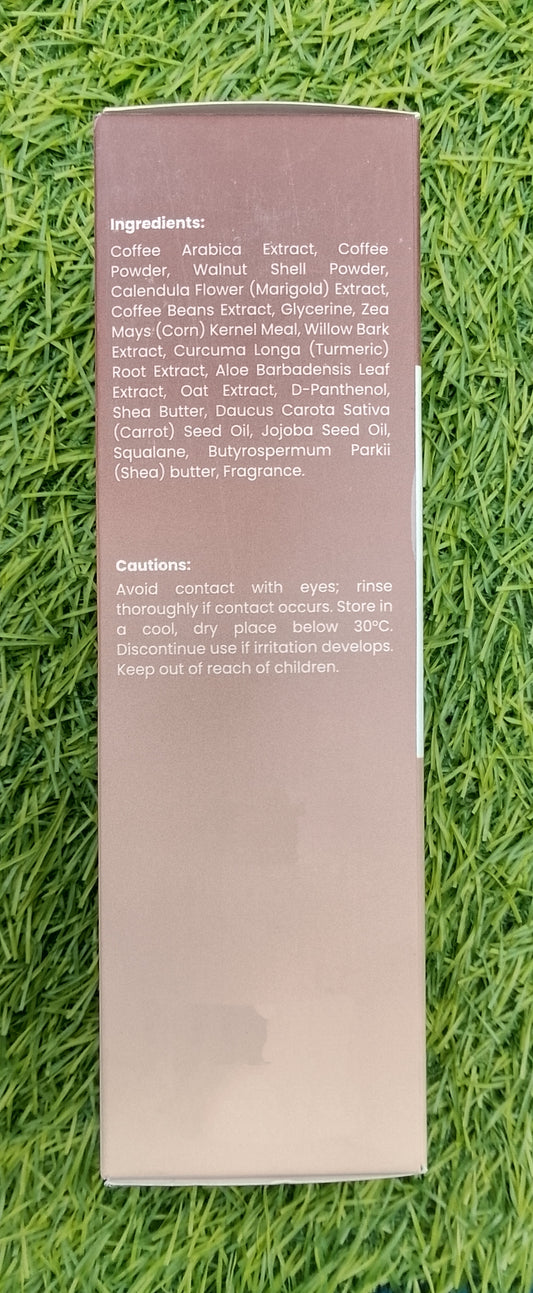 Ingredients:
Coffee Arabica Extract, Coffee
Powder, Walnut Shell Powder,
Calendula Flower (Marigold) Extract,
Coffee Beans Extract, Glycerine, Zea
Mays (Corn) Kernel Meal, Willow Bark
Extract, Curcuma Longa (Turmeric)
Root Extract, Aloe Barbadensis Leaf
Extract, Oat Extract, D-Panthenol,
Shea Butter, Daucus Carota Sativa
(Carrot) Seed Oil, Jojoba Seed Oil,
Squalane, Butyrospermum Parkii
(Shea) butter, Fragrance.
Cautions:
Avoid contact with eyes; rinse
thoroughly if contact occurs. Store in
a cool, dry place below 30°C.
Discontinue use if irritation develops.
Keep out of reach of children.